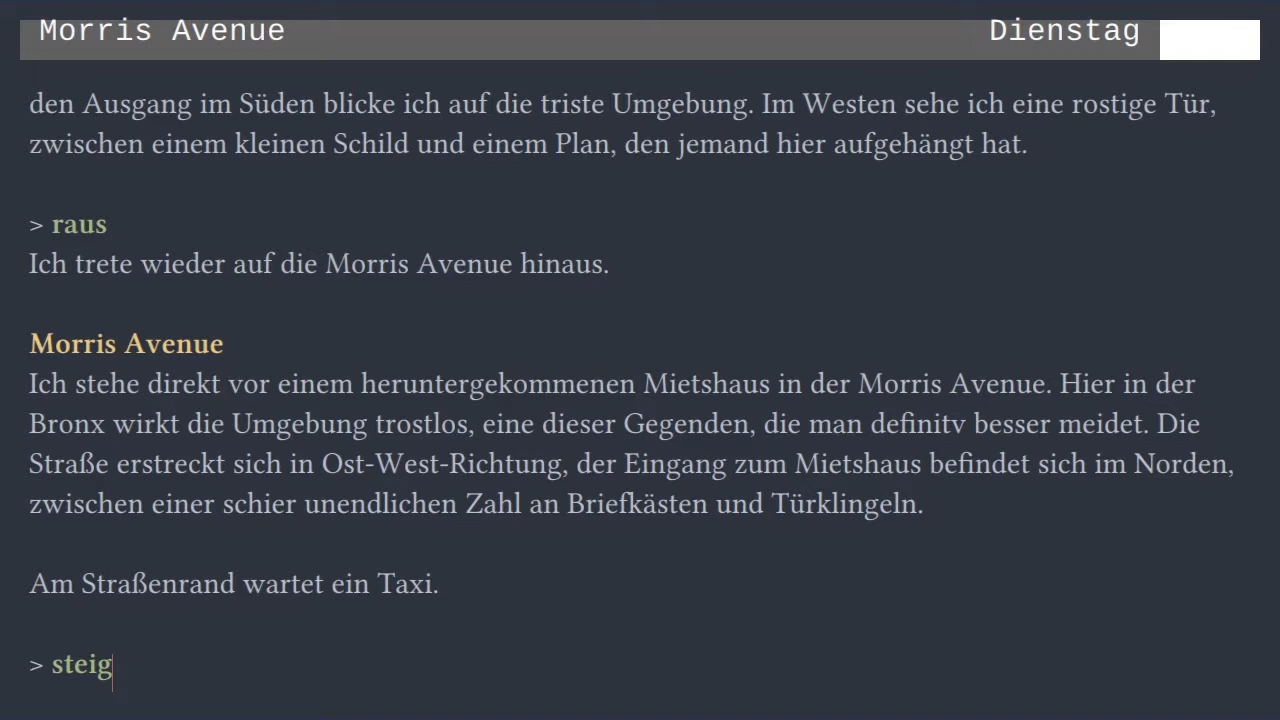 Morris Avenue Dienstag
den Ausgang im Süden blicke ich auf die triste Umgebung. Im Westen sehe ich eine rostige Tür,
zwischen einem kleinen Schild und einem Plan, den jemand hier aufgehängt hat.
> raus
Ich trete wieder auf die Morris Avenue hinaus.
Morris Avenue
Ich stehe direkt vor einem heruntergekommenen Mietshaus in der Morris Avenue. Hier in der
Bronx wirkt die Umgebung trostlos, eine dieser Gegenden, die man definitv besser meidet. Die
Straße erstreckt sich in Ost-West-Richtung, der Eingang zum Mietshaus befindet sich im Norden,
zwischen einer schier unendlichen Zahl an Briefkästen und Türklingeln.
Am Straßenrand wartet ein Taxi.
> steig